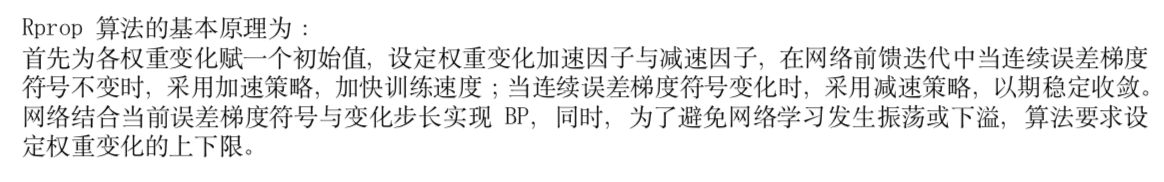 Rprop 算法的基本原理为：
首先为各权重变化赋一个初始值，设定权重变化加速因子与减速因子，在网络前馈迭代中当连续误差梯度
符号不变时，采用加速策略，加快训练速度；当连续误差梯度符号变化时，采用减速策略，以期稳定收敛。
网络结合当前误差梯度符号与变化步长实现 BP，同时，为了避免网络学习发生振荡或下溢，算法要求设
定权重变化的上下限。